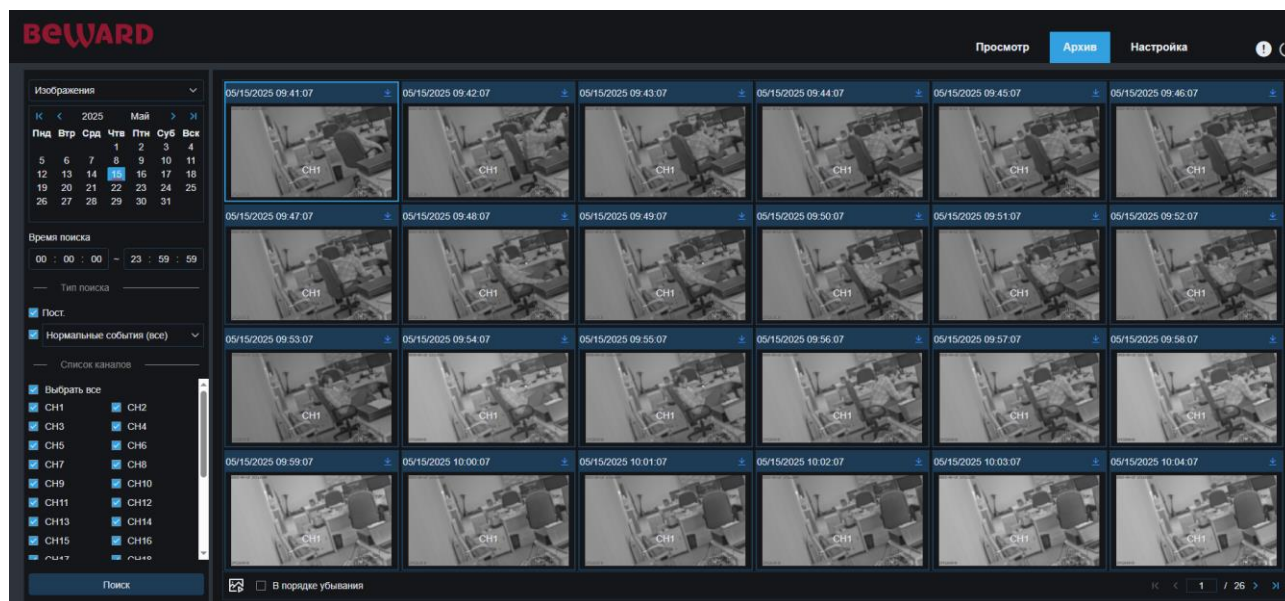 BEWARD
Просмотр Архив Настройка
Изображения
2025 Май
Пнд Втр Срд Чтв Птн Суб Вск
1 2 3 4
5 6 7 8 9 10 11
12 13 14 15 16 17 18
19 20 21 22 23 24 25
26 27 28 29 30 31
Время поиска
00 : 00 : 00 ~ 23 : 59 : 59
Тип поиска
Пост.
Нормальные события (все)
Список каналов
Выбрать все
CH1 CH2
CH3 CH4
CH5 CH6
CH7 CH8
CH9 CH10
CH11 CH12
CH13 CH14
CH15 CH16
CH17 CH18
Поиск
05/15/2025 09:41:07 05/15/2025 09:42:07 05/15/2025 09:43:07 05/15/2025 09:44:07 05/15/2025 09:45:07 05/15/2025 09:46:07
CH1 CH1 CH1 CH1 CH1 CH1
05/15/2025 09:47:07 05/15/2025 09:48:07 05/15/2025 09:49:07 05/15/2025 09:50:07 05/15/2025 09:51:07 05/15/2025 09:52:07
CH1 CH1 CH1 CH1 CH1 CH1
05/15/2025 09:53:07 05/15/2025 09:54:07 05/15/2025 09:55:07 05/15/2025 09:56:07 05/15/2025 09:57:07 05/15/2025 09:58:07
CH1 CH1 CH1 CH1 CH1 CH1
05/15/2025 09:59:07 05/15/2025 10:00:07 05/15/2025 10:01:07 05/15/2025 10:02:07 05/15/2025 10:03:07 05/15/2025 10:04:07
CH1 CH1 CH1 CH1 CH1 CH1
В порядке убывания
1 / 26